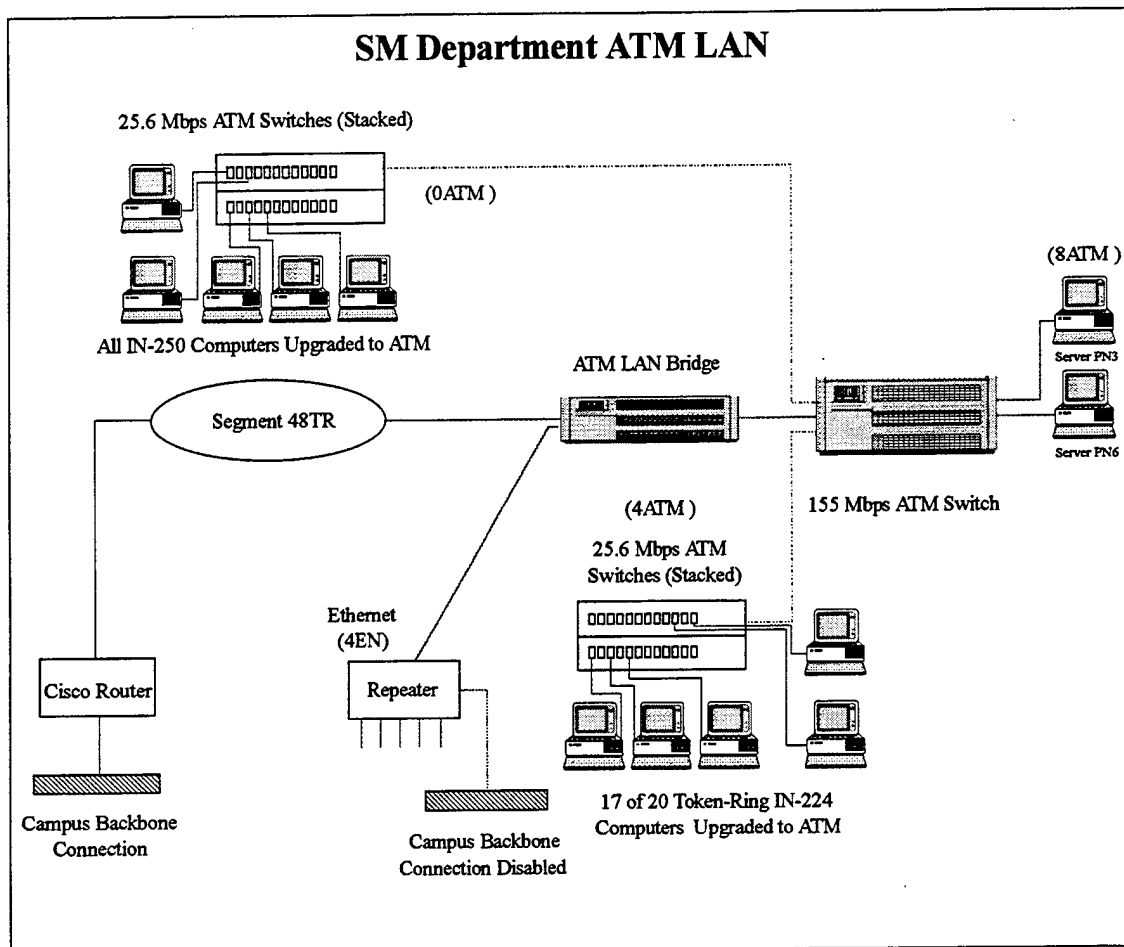 SM Department ATM LAN
25.6 Mbps ATM Switches (Stacked)
(0ATM )
(8ATM )
Server PN3
Server PN6
All IN-250 Computers Upgraded to ATM
ATM LAN Bridge
Segment 48TR
155 Mbps ATM Switch
(4ATM )
25.6 Mbps ATM
Switches (Stacked)
Ethernet
(4EN)
Cisco Router
Repeater
Campus Backbone
Connection
Campus Backbone
Connection Disabled
17 of 20 Token-Ring IN-224
Computers Upgraded to ATM